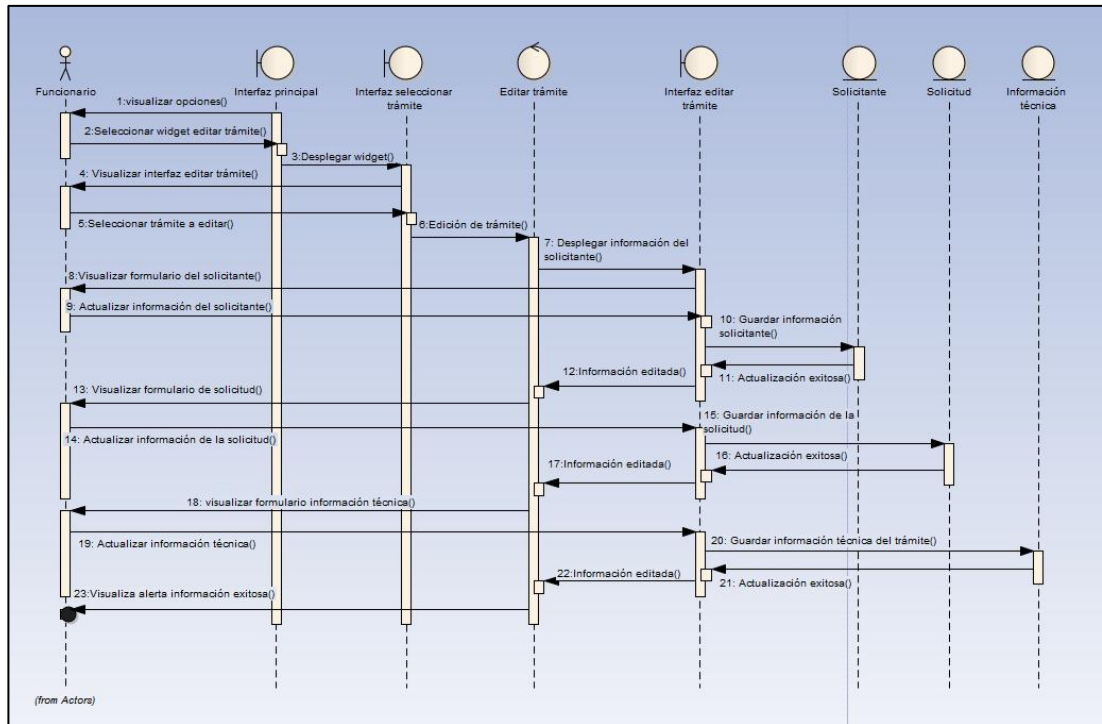 Funcionario
Interfaz principal
Interfaz seleccionar
trámite
Editar trámite
Interfaz editar
trámite
Solicitante
Solicitud
Información
técnica
1:visualizar opciones()
2:Seleccionar widget editar trámite()
3:Desplegar widget()
4: Visualizar interfaz editar trámite()
5:Seleccionar trámite a editar()
6:Edición de trámite()
7: Desplegar información del
solicitante()
8:Visualizar formulario del solicitante()
9: Actualizar información del solicitante()
10: Guardar información
solicitante()
11: Actualización exitosa()
12:Información editada()
13: Visualizar formulario de solicitud()
14: Actualizar información de la solicitud()
15: Guardar información de la
solicitud()
16: Actualización exitosa()
17:Información editada()
18: visualizar formulario información técnica()
19: Actualizar información técnica()
20: Guardar información técnica del trámite()
21: Actualización exitosa()
22:Información editada()
23:Visualiza alerta información exitosa()
(from Actors)